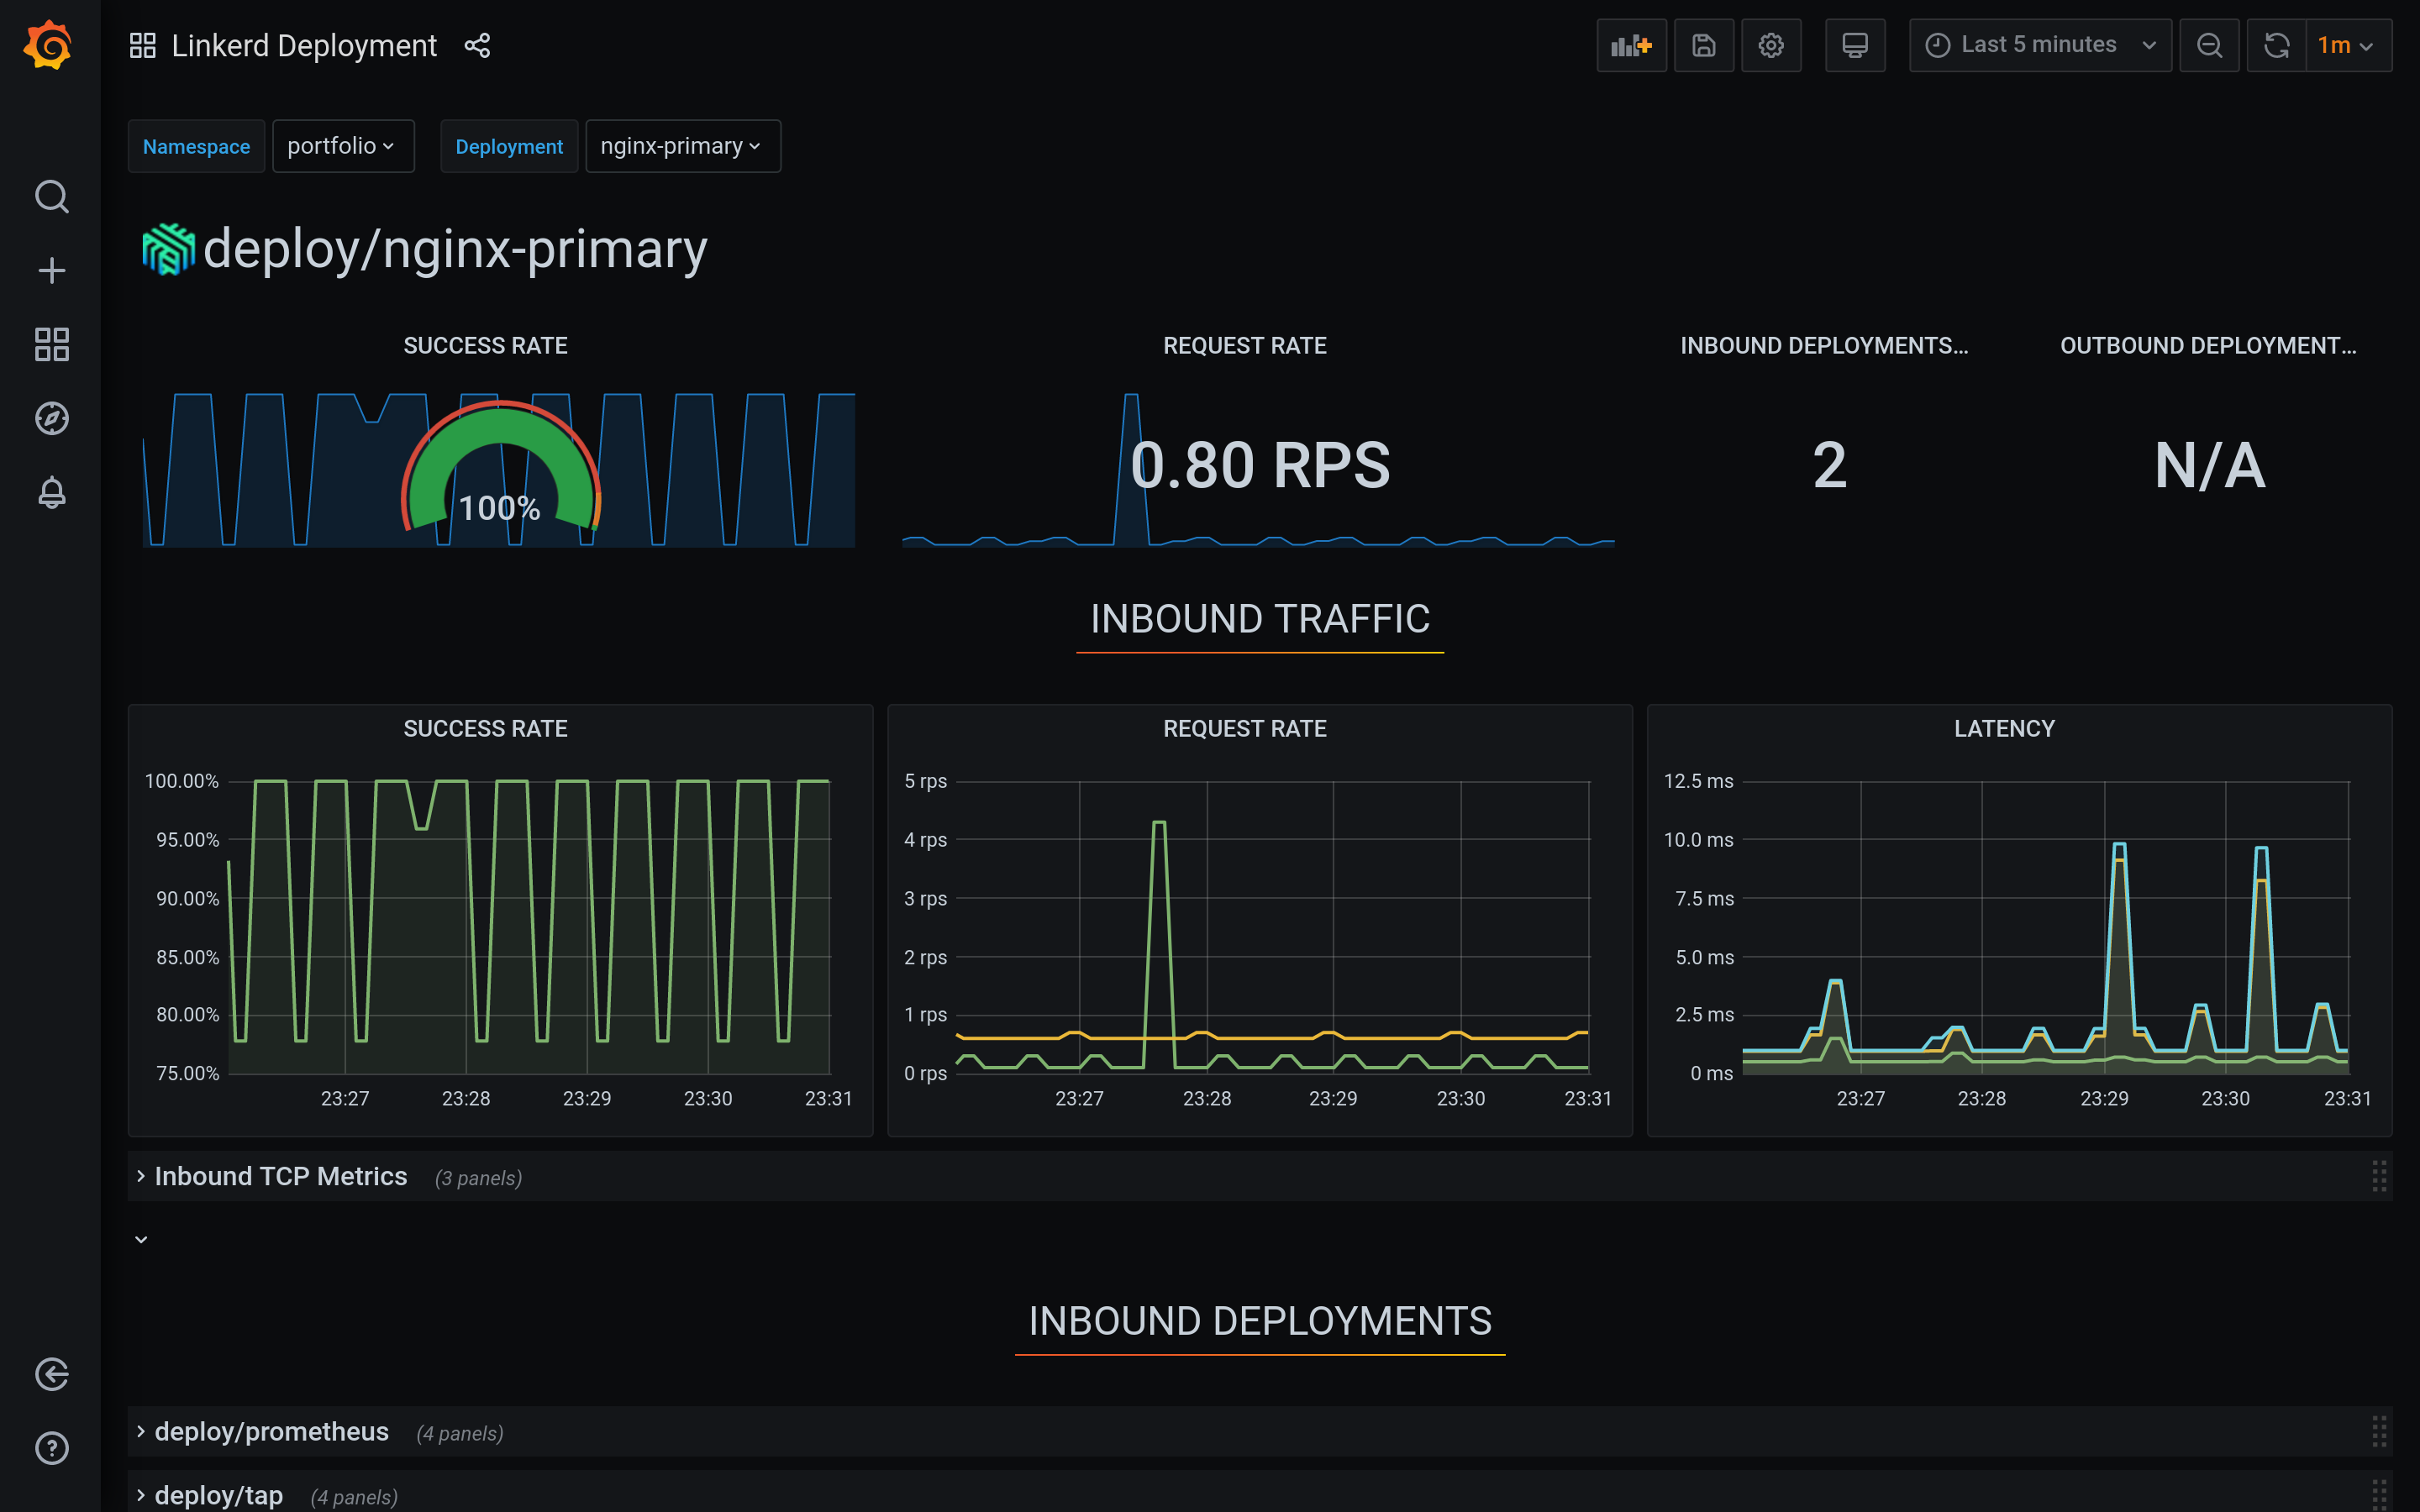 Linkerd Deployment
Last 5 minutes
1m
Namespace
portfolio
Deployment
nginx-primary
deploy/nginx-primary
SUCCESS RATE
REQUEST RATE
INBOUND DEPLOYMENTS...
OUTBOUND DEPLOYMENT...
100%
0.80 RPS
2
N/A
INBOUND TRAFFIC
SUCCESS RATE
100.00%
95.00%
90.00%
85.00%
80.00%
75.00%
23:27 23:28 23:29 23:30 23:31
REQUEST RATE
5 rps
4 rps
3 rps
2 rps
1 rps
0 rps
23:27 23:28 23:29 23:30 23:31
LATENCY
12.5 ms
10.0 ms
7.5 ms
5.0 ms
2.5 ms
0 ms
23:27 23:28 23:29 23:30 23:31
Inbound TCP Metrics (3 panels)
INBOUND DEPLOYMENTS
deploy/prometheus (4 panels)
deploy/tap (4 panels)